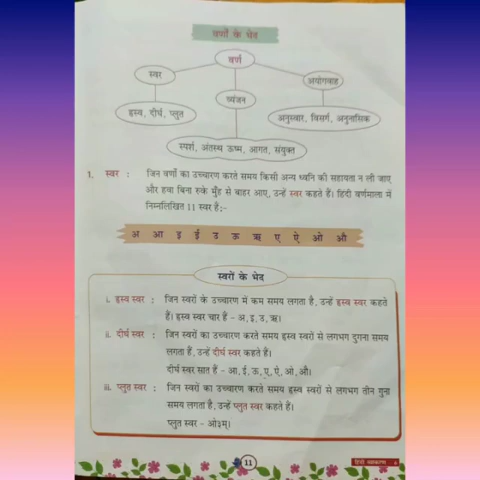 वर्णों के भेद
वर्ण
स्वर
व्यंजन
अयोगवाह
ह्रस्व, दीर्घ, प्लुत
अनुस्वार, विसर्ग, अनुनासिक
स्पर्श, अंतस्थ ऊष्म, आगत, संयुक्त
1. स्वर : जिन वर्णों का उच्चारण करते समय किसी अन्य ध्वनि की सहायता न ली जाए
और हवा बिना रुके मुँह से बाहर आए, उन्हें स्वर कहते हैं। हिंदी वर्णमाला में
निम्नलिखित 11 स्वर हैं:-
अ आ इ ई उ ऊ ऋ ए ऐ ओ औ
स्वरों के भेद
i. ह्रस्व स्वर : जिन स्वरों के उच्चारण में कम समय लगता है, उन्हें ह्रस्व स्वर कहते
हैं। ह्रस्व स्वर चार हैं - अ, इ, उ, ऋ।
ii. दीर्घ स्वर : जिन स्वरों का उच्चारण करते समय ह्रस्व स्वरों से लगभग दुगना समय
लगता हैं, उन्हें दीर्घ स्वर कहते हैं।
दीर्घ स्वर सात हैं - आ, ई, ऊ, ए, ऐ, ओ, औ।
iii. प्लुत स्वर : जिन स्वरों का उच्चारण करते समय ह्रस्व स्वरों से लगभग तीन गुना
समय लगता है, उन्हें प्लुत स्वर कहते हैं।
प्लुत स्वर - ओ३म्।
11
हिन्दी व्याकरण